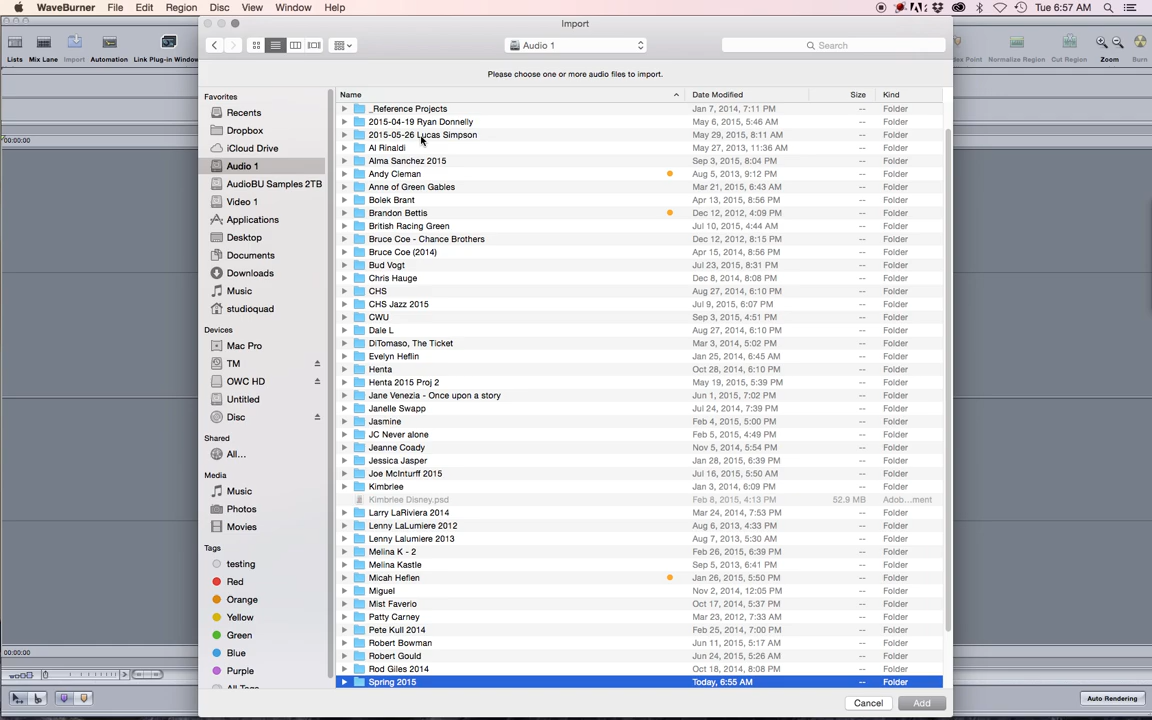 WaveBurner File Edit Region Disc View Window Help Tue 6:57 AM
Import
Audio 1 Search
Lists Mix Lane Import Automation Link Plug-in Window Normalize Region Cut Region Zoom Burn
Please choose one or more audio files to import.
Favorites
Recents
Dropbox
iCloud Drive
Audio 1
AudioBU Samples 2TB
Video 1
Applications
Desktop
Documents
Downloads
Music
studioquad
Devices
Mac Pro
TM
OWC HD
Untitled
Disc
Shared
All...
Media
Music
Photos
Movies
Tags
testing
Red
Orange
Yellow
Green
Blue
Purple
Name Date Modified Size Kind
_Reference Projects Jan 7, 2014, 7:11 PM -- Folder
2015-04-19 Ryan Donnelly May 6, 2015, 5:46 AM -- Folder
2015-05-26 Lucas Simpson May 29, 2015, 8:11 AM -- Folder
Al Rinaldi May 27, 2013, 11:36 AM -- Folder
Alma Sanchez 2015 Sep 3, 2015, 8:04 PM -- Folder
Andy Cleman Aug 5, 2013, 9:12 PM -- Folder
Anne of Green Gables Mar 21, 2015, 6:43 AM -- Folder
Bolek Brant Apr 13, 2015, 8:56 PM -- Folder
Brandon Bettis Dec 12, 2012, 4:09 PM -- Folder
British Racing Green Jul 10, 2015, 4:44 AM -- Folder
Bruce Coe - Chance Brothers Dec 12, 2012, 8:15 PM -- Folder
Bruce Coe (2014) Apr 15, 2014, 8:56 PM -- Folder
Bud Vogt Jul 23, 2015, 8:31 PM -- Folder
Chris Hauge Dec 8, 2014, 8:08 PM -- Folder
CHS Aug 27, 2014, 6:10 PM -- Folder
CHS Jazz 2015 Jul 9, 2015, 6:07 PM -- Folder
CWU Sep 3, 2015, 4:51 PM -- Folder
Dale L Aug 27, 2014, 6:10 PM -- Folder
DiTomaso, The Ticket Mar 3, 2014, 5:02 PM -- Folder
Evelyn Heflin Jan 25, 2014, 6:45 AM -- Folder
Henta Oct 28, 2014, 6:10 PM -- Folder
Henta 2015 Proj 2 May 19, 2015, 5:39 PM -- Folder
Jane Venezia - Once upon a story Jun 1, 2015, 7:02 PM -- Folder
Janelle Swapp Jul 24, 2014, 7:39 PM -- Folder
Jasmine Feb 4, 2015, 5:00 PM -- Folder
JC Never alone Feb 5, 2015, 4:49 PM -- Folder
Jeanne Coady Nov 5, 2014, 5:54 PM -- Folder
Jessica Jasper Jan 28, 2015, 6:39 PM -- Folder
Joe McInturff 2015 Jul 16, 2015, 5:50 AM -- Folder
Kimbrlee Jan 3, 2014, 6:09 PM -- Folder
Kimbrlee Disney.psd Feb 8, 2015, 4:13 PM 52.9 MB Adob...ment
Larry LaRiviera 2014 Mar 24, 2014, 7:53 PM -- Folder
Lenny LaLumiere 2012 Aug 6, 2013, 4:33 PM -- Folder
Lenny Lalumiere 2013 Aug 7, 2013, 5:30 AM -- Folder
Melina K - 2 Feb 26, 2015, 6:39 PM -- Folder
Melina Kastle Sep 5, 2013, 6:41 PM -- Folder
Micah Heflen Jan 26, 2015, 5:50 PM -- Folder
Miguel Nov 2, 2014, 12:05 PM -- Folder
Mist Faverio Oct 17, 2014, 5:37 PM -- Folder
Patty Carney Mar 23, 2012, 7:33 AM -- Folder
Pete Kull 2014 Feb 25, 2014, 7:00 PM -- Folder
Robert Bowman Jun 11, 2015, 5:17 AM -- Folder
Robert Gould Jun 24, 2015, 5:26 AM -- Folder
Rod Giles 2014 Oct 18, 2014, 8:08 PM -- Folder
Spring 2015 Today, 6:55 AM -- Folder
00:00:00
00:00:00
Cancel Add
Auto Rendering